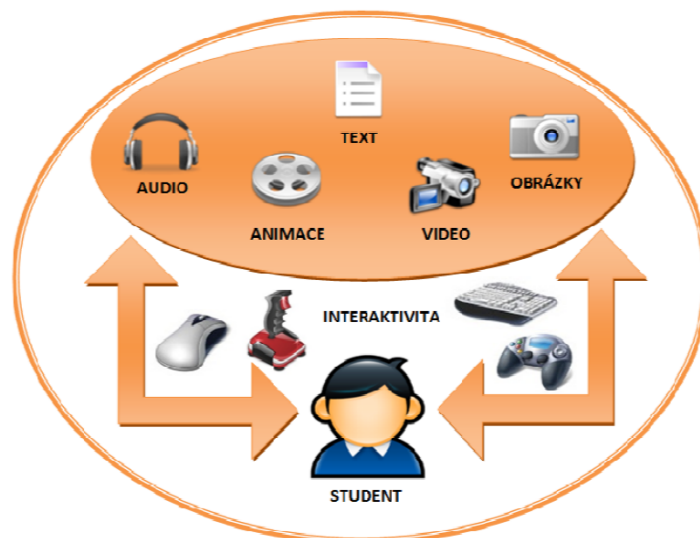 TEXT
AUDIO
OBRÁZKY
ANIMACE
VIDEO
INTERAKTIVITA
STUDENT